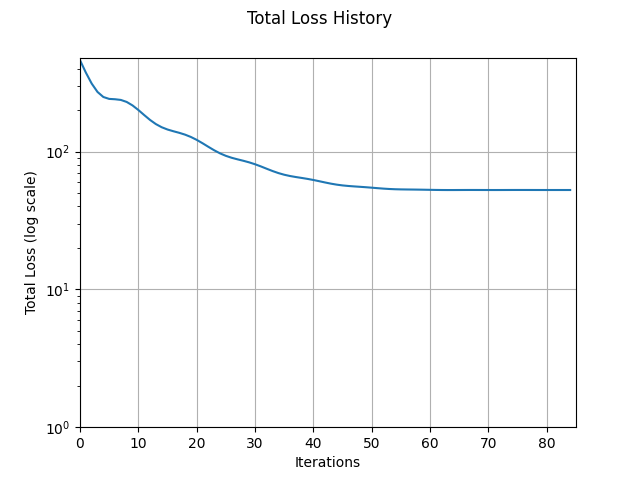 Total Loss History
Total Loss (log scale)
10²
10¹
10⁰
0 10 20 30 40 50 60 70 80
Iterations